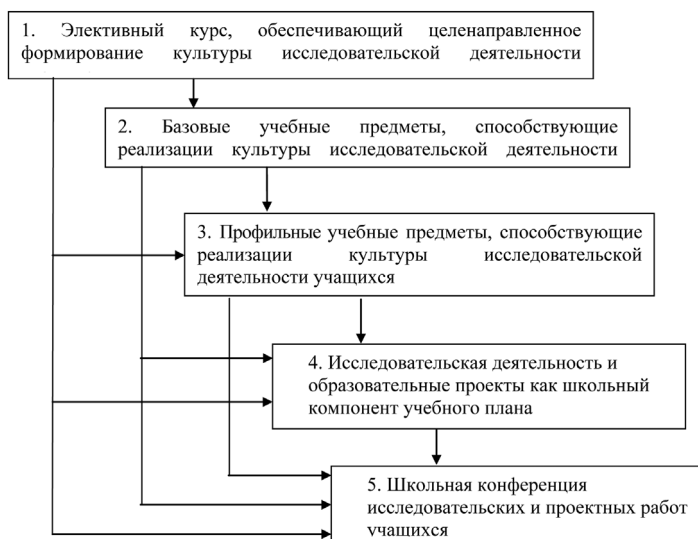 1. Элективный курс, обеспечивающий целенаправленное
формирование культуры исследовательской деятельности
2. Базовые учебные предметы, способствующие
реализации культуры исследовательской деятельности
3. Профильные учебные предметы, способствующие
реализации культуры исследовательской
деятельности учащихся
4. Исследовательская деятельность и
образовательные проекты как школьный
компонент учебного плана
5. Школьная конференция
исследовательских и проектных работ
учащихся